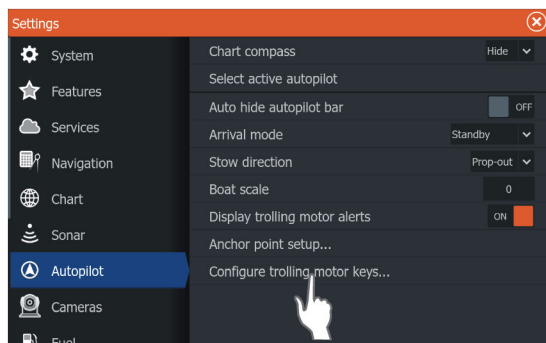 Settings
System
Features
Services
Navigation
Chart
Sonar
Autopilot
Cameras
Fuel
Chart compass Hide
Select active autopilot
Auto hide autopilot bar OFF
Arrival mode Standby
Stow direction Prop-out
Boat scale 0
Display trolling motor alerts ON
Anchor point setup...
Configure trolling motor keys...